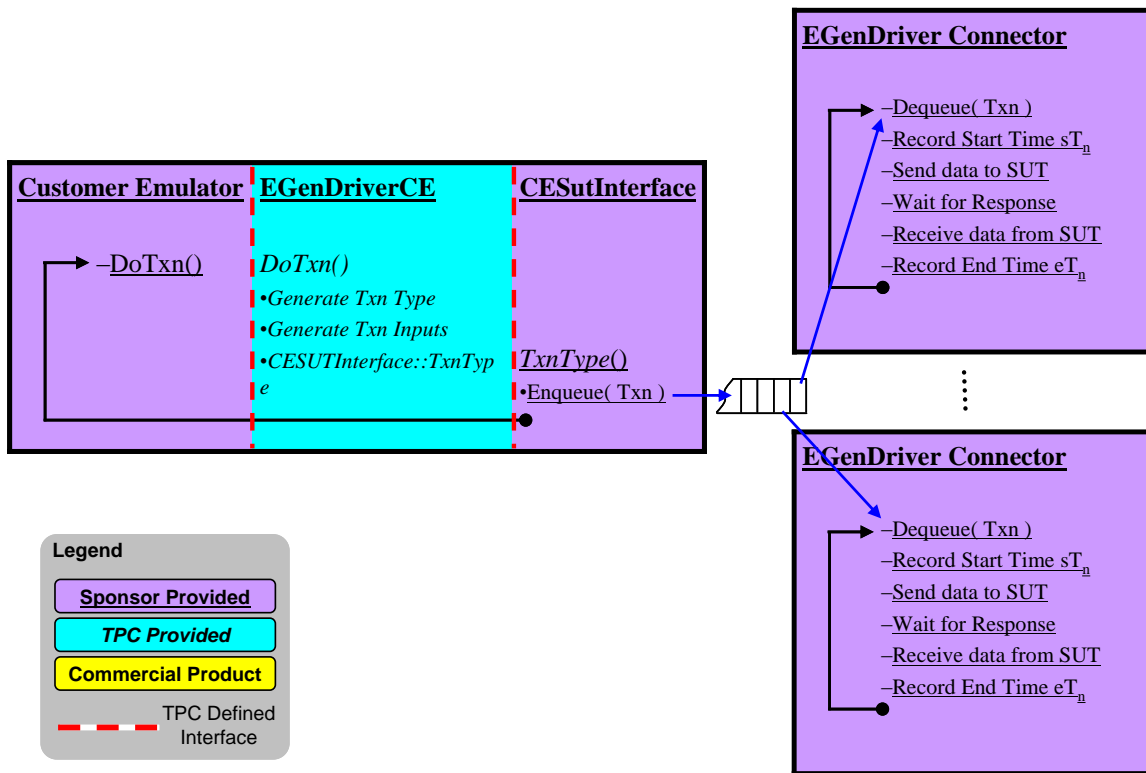 EGenDriver Connector
–Dequeue( Txn )
–Record Start Time sTn
–Send data to SUT
–Wait for Response
–Receive data from SUT
–Record End Time eTn
Customer Emulator
–DoTxn()
EGenDriverCE
DoTxn()
•Generate Txn Type
•Generate Txn Inputs
•CESUTInterface::TxnTyp
e
CESutInterface
TxnType()
•Enqueue( Txn )
EGenDriver Connector
–Dequeue( Txn )
–Record Start Time sTn
–Send data to SUT
–Wait for Response
–Receive data from SUT
–Record End Time eTn
Legend
Sponsor Provided
TPC Provided
Commercial Product
TPC Defined
Interface